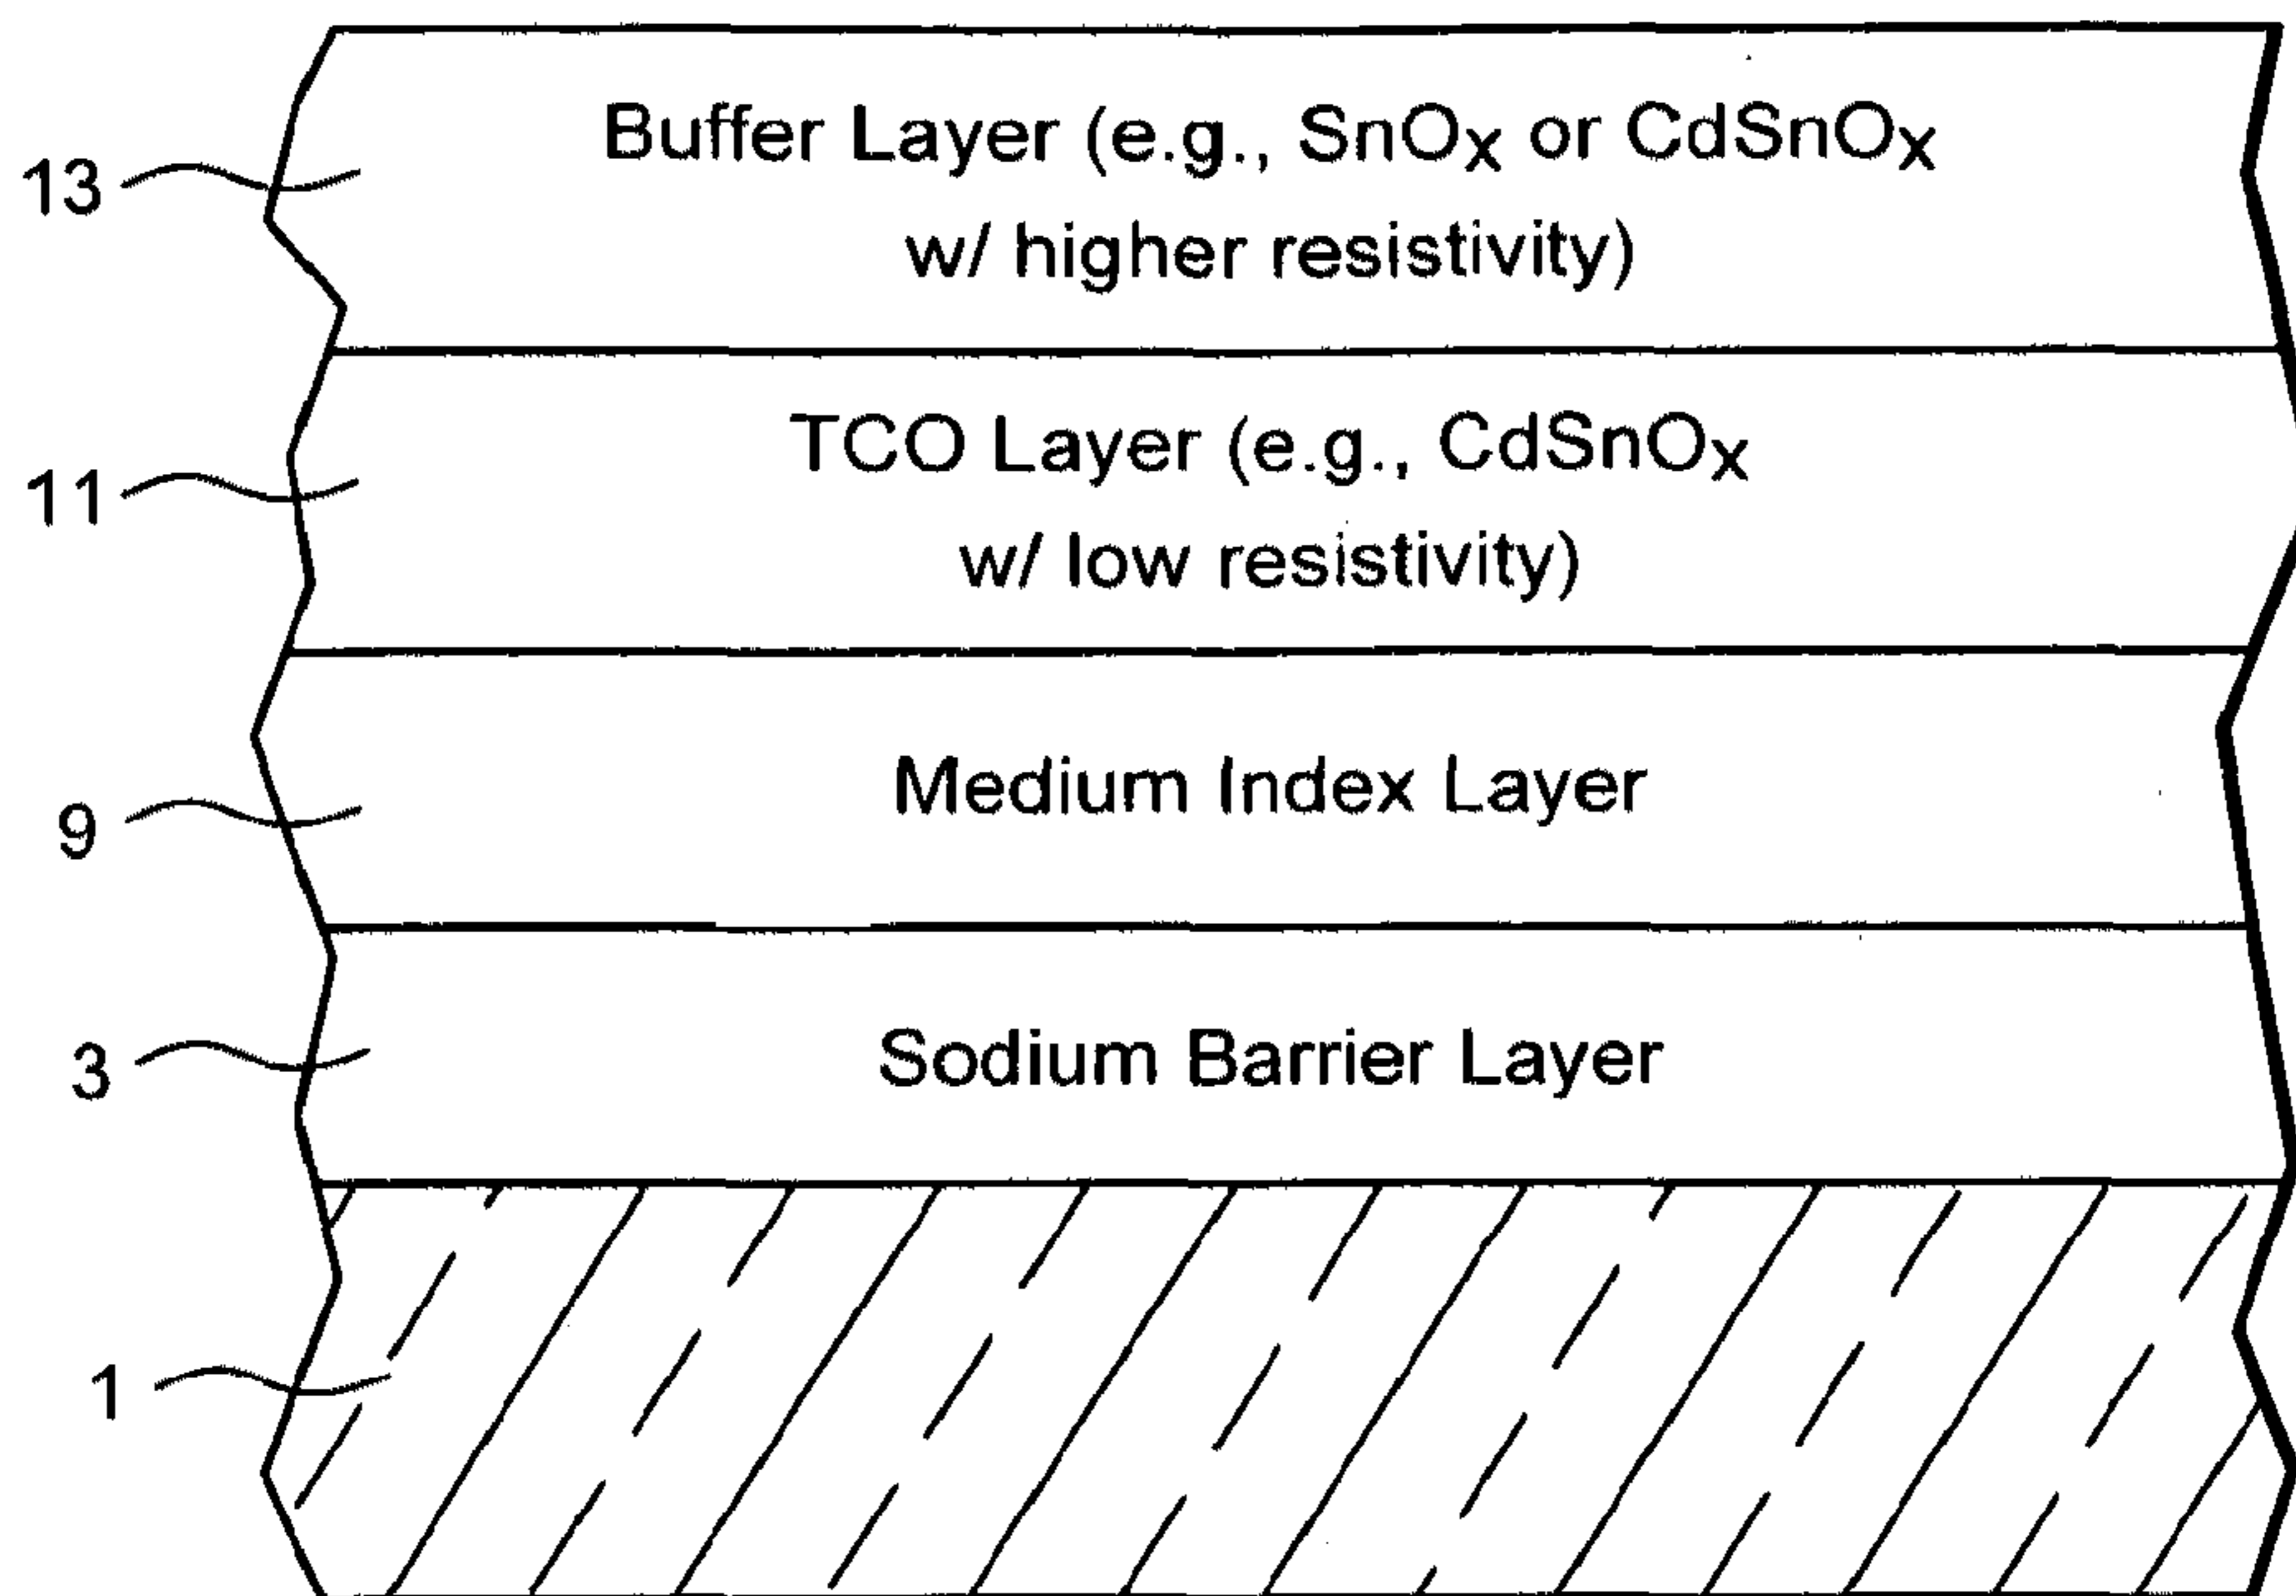 Buffer Layer (e.g., SnOx or CdSnOx
13
w/ higher resistivity)
TCO Layer (e.g., CdSnOx
11
w/ low resistivity)
Medium Index Layer
9
Sodium Barrier Layer
3
1